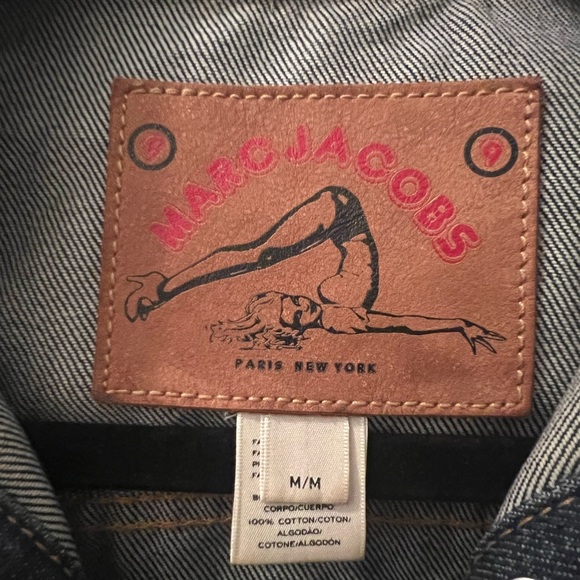 MARC JACOBS
PARIS NEW YORK
M/M
CORPO/CUERPO
100% COTTON/COTON/
ALGODÃO/
COTONE/ALGODÓN